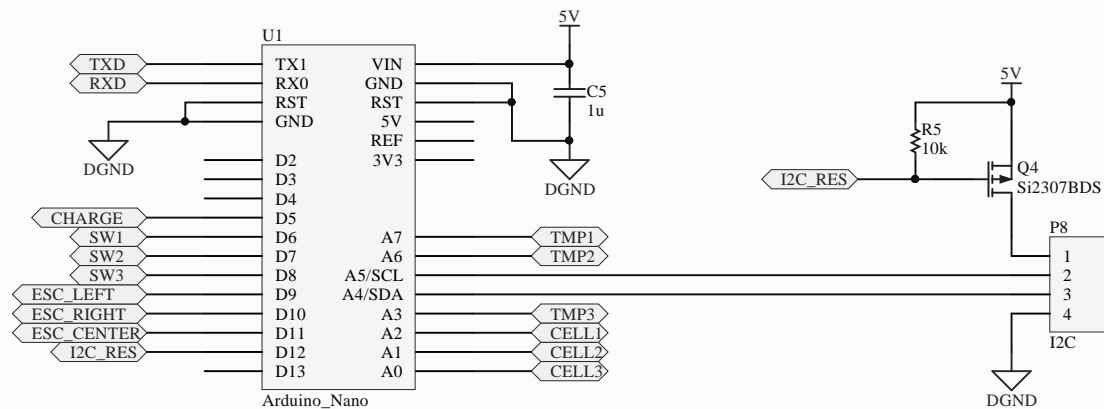 U1
5V
TXD
TX1
VIN
RXD
RX0
GND
C5
1u
RST
RST
GND
5V
REF
DGND
D2
3V3
DGND
D3
D4
CHARGE
D5
SW1
D6
A7
TMP1
SW2
D7
A6
TMP2
SW3
D8
A5/SCL
ESC_LEFT
D9
A4/SDA
ESC_RIGHT
D10
A3
TMP3
ESC_CENTER
D11
A2
CELL1
I2C_RES
D12
A1
CELL2
D13
A0
CELL3
Arduino_Nano
5V
R5
10k
Q4
I2C_RES
Si2307BDS
P8
1
2
3
4
I2C
DGND